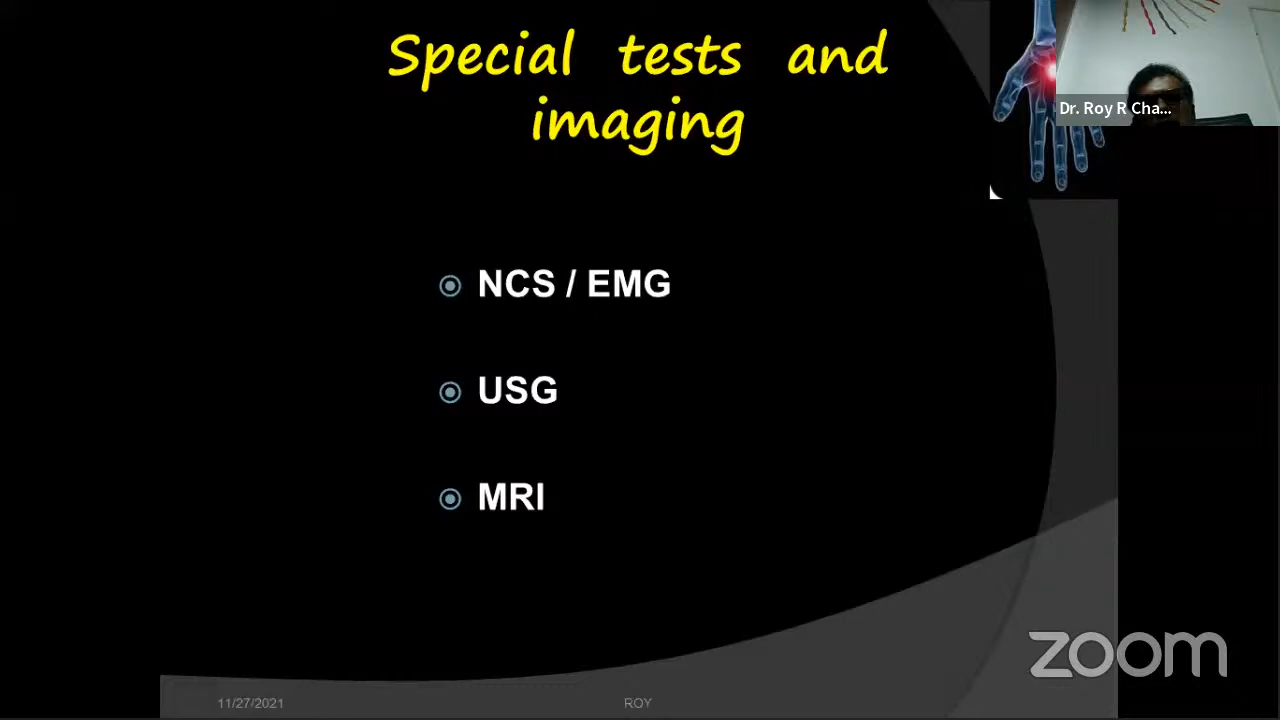 Special tests and
imaging
Dr. Roy R Cha...
NCS / EMG
USG
MRI
zoom
11/27/2021
ROY